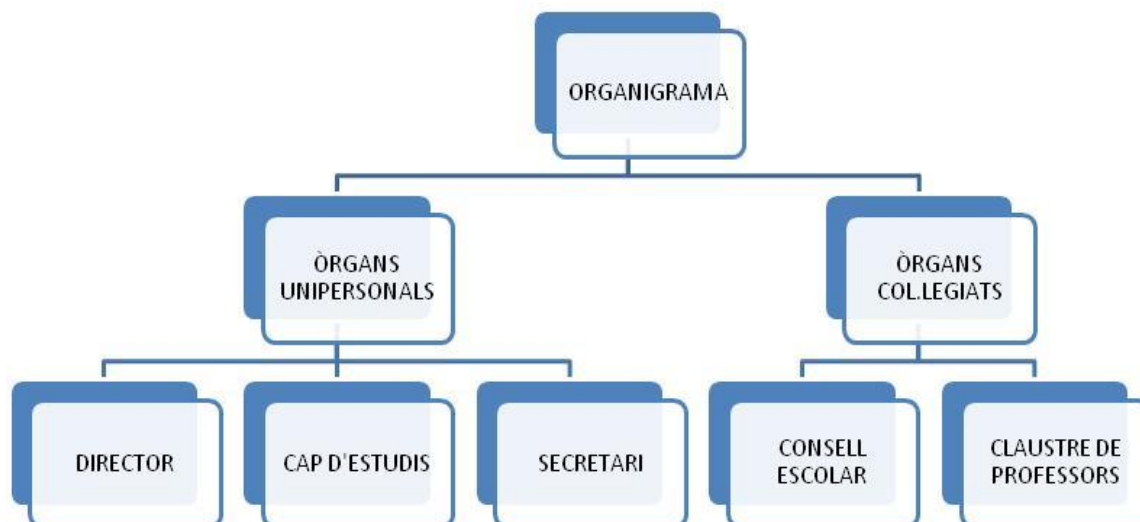 ORGANIGRAMA
ÒRGANS
UNIPERSONALS
ÒRGANS
COL.LEGIATS
DIRECTOR
CAP D'ESTUDIS
SECRETARI
CONSELL
ESCOLAR
CLAUSTRE DE
PROFESSORS